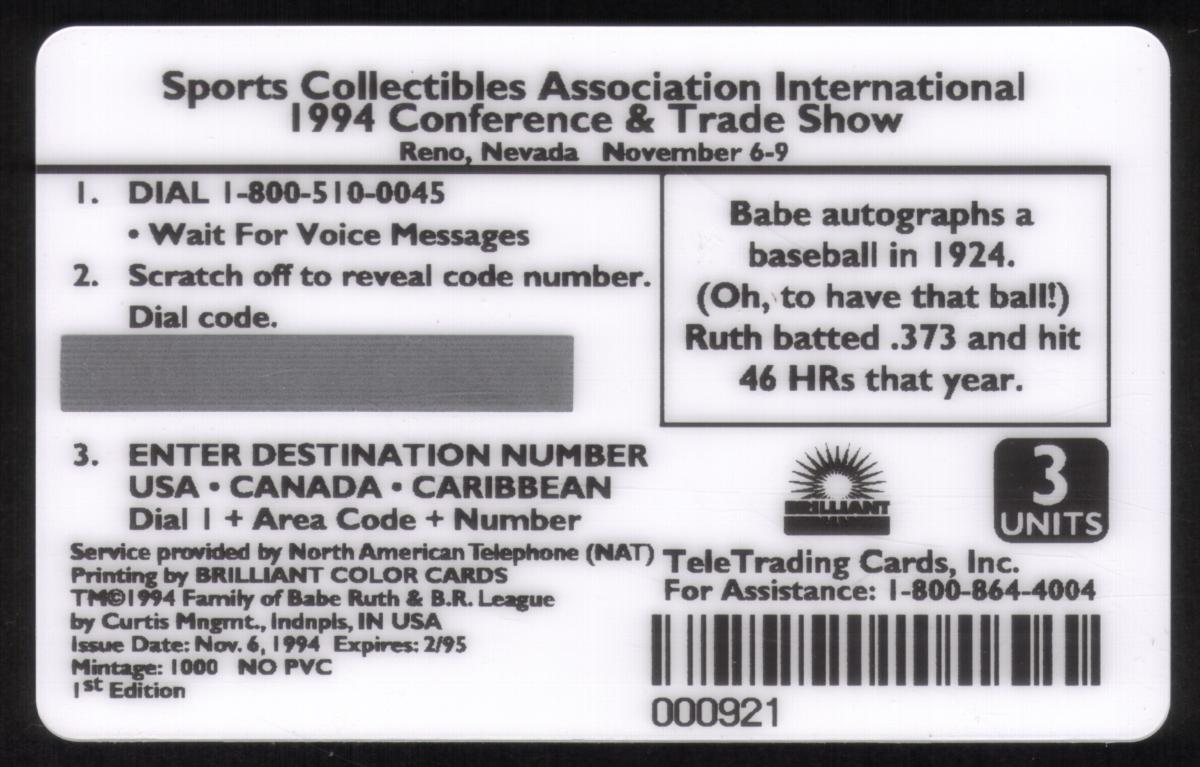 Sports Collectibles Association International
1994 Conference & Trade Show
Reno, Nevada November 6-9
1. DIAL 1-800-510-0045
• Wait For Voice Messages
2. Scratch off to reveal code number.
Dial code.
Babe autographs a
baseball in 1924.
(Oh, to have that ball!)
Ruth batted .373 and hit
46 HRs that year.
3. ENTER DESTINATION NUMBER
USA • CANADA • CARIBBEAN
Dial 1 + Area Code + Number
BRILLIANT
3
UNITS
Service provided by North American Telephone (NAT)
Printing by BRILLIANT COLOR CARDS
TM©1994 Family of Babe Ruth & B.R. League
by Curtis Mngmt., Indnpls, IN USA
Issue Date: Nov. 6, 1994 Expires: 2/95
Mintage: 1000 NO PVC
1st Edition
TeleTrading Cards, Inc.
For Assistance: 1-800-864-4004
000921